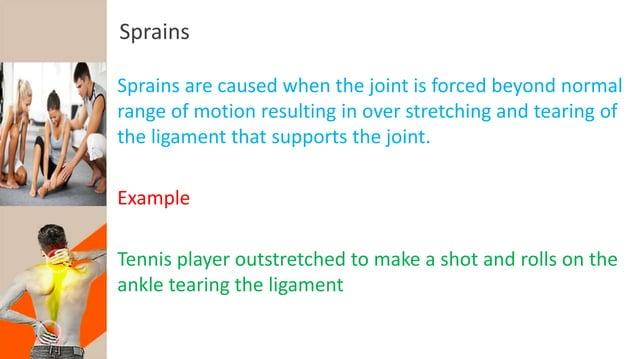 Sprains
Sprains are caused when the joint is forced beyond normal
range of motion resulting in over stretching and tearing of
the ligament that supports the joint.
Example
Tennis player outstretched to make a shot and rolls on the
ankle tearing the ligament